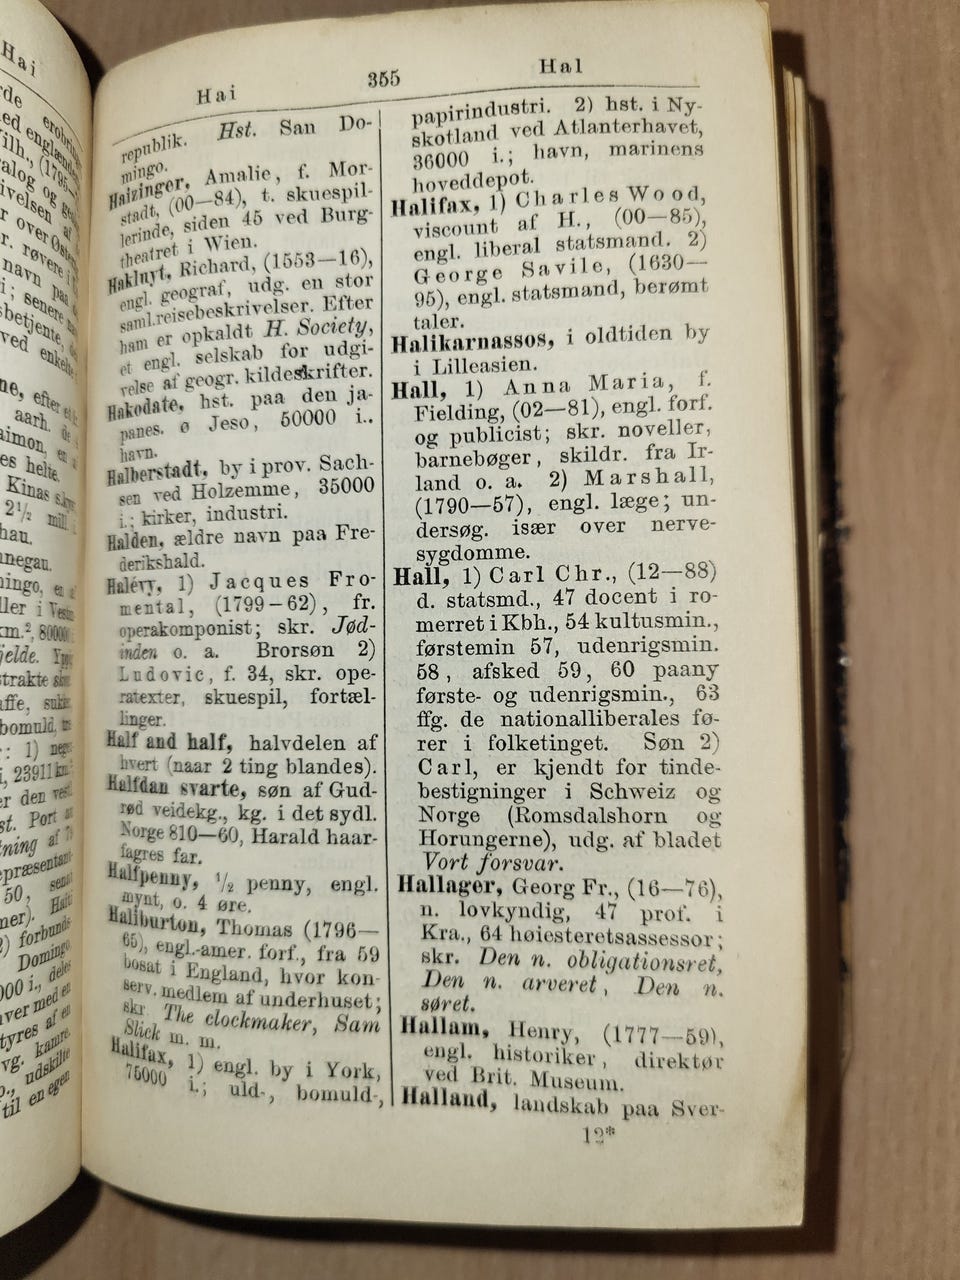 Hai
355
Hal
republik. Hst. San Do-
mingo.
Haizinger, Amalie, f. Mor-
stadt, (00—84), t. skuespil-
lerinde, siden 45 ved Burg-
theatret i Wien.
Hakluyt, Richard, (1553—16),
engl. geograf, udg. en stor
saml.reisebeskrivelser. Efter
ham er opkaldt H. Society,
et engl. selskab for udgi-
velse af geogr. kildeskrifter.
Hakodate, hst. paa den ja-
panes. ø Jeso, 50000 i..
havn.
Halberstadt, by i prov. Sach-
sen ved Holzemme, 35000
i.; kirker, industri.
Halden, ældre navn paa Fre-
derikshald.
Halévy, 1) Jacques Fro-
mental, (1799—62), fr.
operakomponist; skr. Jød-
inden o. a. Brorsøn 2)
Ludovic, f. 34, skr. ope-
ratexter, skuespil, fortæl-
linger.
Half and half, halvdelen af
hvert (naar 2 ting blandes).
Halfdan svarte, søn af Gud-
rød veidekg., kg. i det sydl.
Norge 810—60, Harald haar-
fagres far.
Halfpenny, ½ penny, engl.
mynt, o. 4 øre.
Haliburton, Thomas (1796—
65), engl.-amer. forf., fra 59
bosat i England, hvor kon-
serv. medlem af underhuset;
skr The clockmaker, Sam
Slick m. m.
Halifax, 1) engl. by i York,
75000 i.; uld-, bomuld-,
papirindustri. 2) hst. i Ny-
skotland ved Atlanterhavet,
36000 i.; havn, marinens
hoveddepot.
Halifax, 1) Charles Wood,
viscount af H., (00—85),
engl. liberal statsmand. 2)
George Savile, (1630—
95), engl. statsmand, berømt
taler.
Halikarnassos, i oldtiden by
i Lilleasien.
Hall, 1) Anna Maria, f.
Fielding, (02—81), engl. forf.
og publicist; skr. noveller,
barnebøger, skildr. fra Ir-
land o. a. 2) Marshall,
(1790—57), engl. læge; un-
dersøg. især over nerve-
sygdomme.
Hall, 1) Carl Chr., (12—88)
d. statsmd., 47 docent i ro-
merret i Kbh., 54 kultusmin.,
førstemin 57, udenrigsmin.
58, afsked 59, 60 paany
første- og udenrigsmin., 63
ffg. de nationalliberales fø-
rer i folketinget. Søn 2)
Carl, er kjendt for tinde-
bestigninger i Schweiz og
Norge (Romsdalshorn og
Horungerne), udg. af bladet
Vort forsvar.
Hallager, Georg Fr., (16—76),
n. lovkyndig, 47 prof. i
Kra., 64 høiesteretsassessor;
skr. Den n. obligationsret,
Den n. arveret, Den n.
søret.
Hallam, Henry, (1777—59),
engl. historiker, direktør
ved Brit. Museum.
Halland, landskab paa Sver-
12*